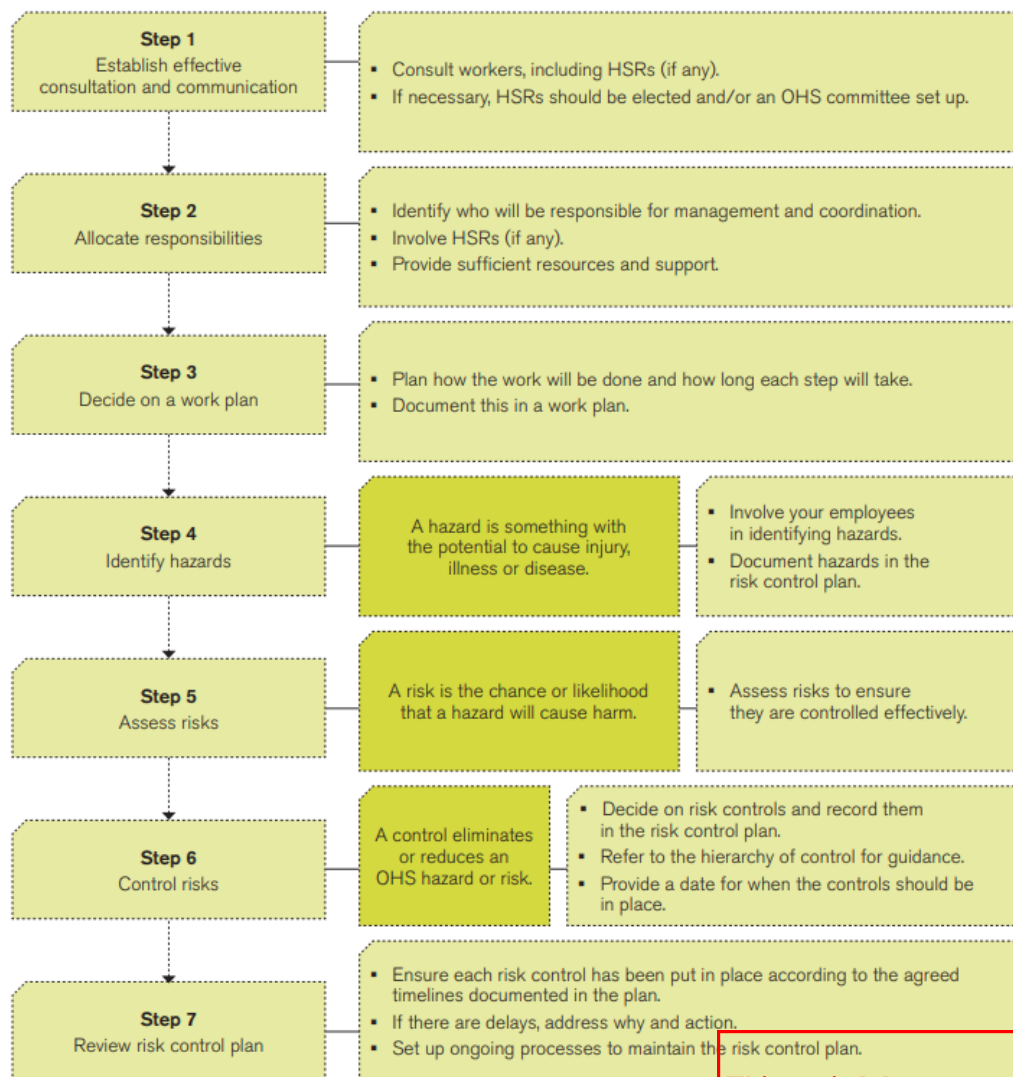 Step 1
Establish effective
consultation and communication
▪ Consult workers, including HSRs (if any).
▪ If necessary, HSRs should be elected and/or an OHS committee set up.
Step 2
Allocate responsibilities
▪ Identify who will be responsible for management and coordination.
▪ Involve HSRs (if any).
▪ Provide sufficient resources and support.
Step 3
Decide on a work plan
▪ Plan how the work will be done and how long each step will take.
▪ Document this in a work plan.
Step 4
Identify hazards
A hazard is something with
the potential to cause injury,
illness or disease.
▪ Involve your employees
in identifying hazards.
▪ Document hazards in the
risk control plan.
Step 5
Assess risks
A risk is the chance or likelihood
that a hazard will cause harm.
▪ Assess risks to ensure
they are controlled effectively.
Step 6
Control risks
A control eliminates
or reduces an
OHS hazard or risk.
▪ Decide on risk controls and record them
in the risk control plan.
▪ Refer to the hierarchy of control for guidance.
▪ Provide a date for when the controls should be
in place.
Step 7
Review risk control plan
▪ Ensure each risk control has been put in place according to the agreed
timelines documented in the plan.
▪ If there are delays, address why and action.
▪ Set up ongoing processes to maintain the risk control plan.